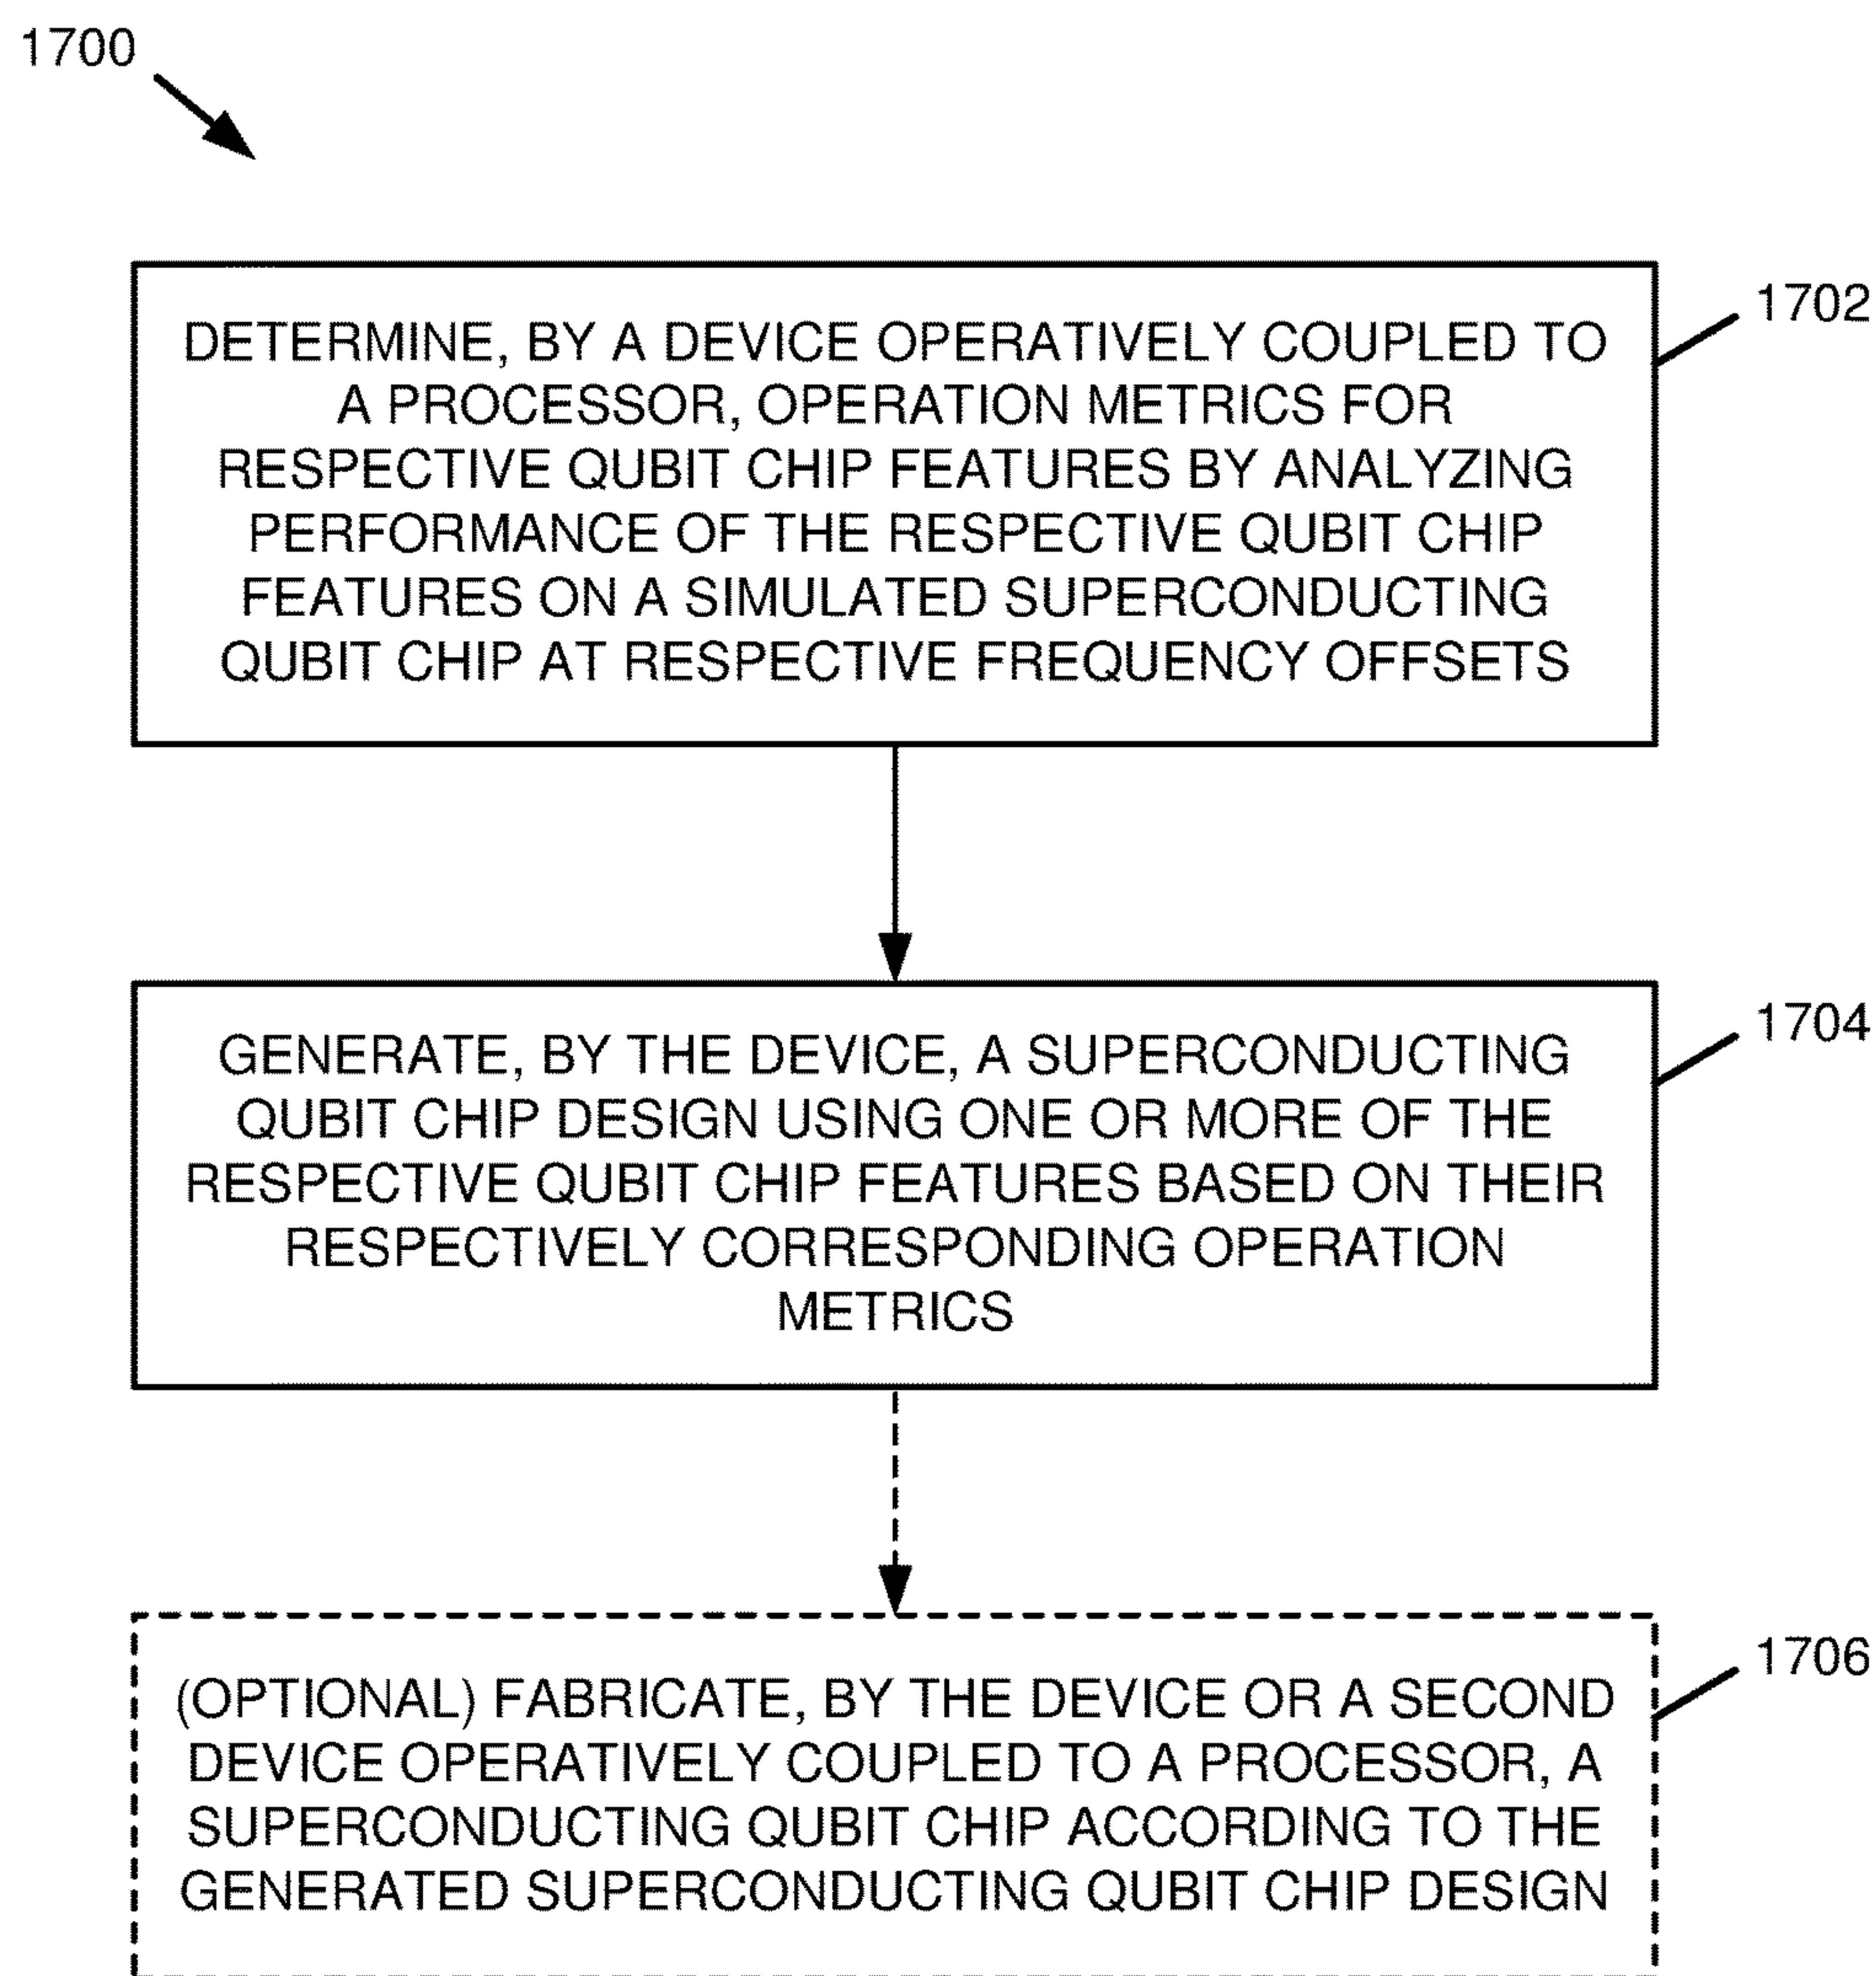 1700
1702
DETERMINE, BY A DEVICE OPERATIVELY COUPLED TO
A PROCESSOR, OPERATION METRICS FOR
RESPECTIVE QUBIT CHIP FEATURES BY ANALYZING
PERFORMANCE OF THE RESPECTIVE QUBIT CHIP
FEATURES ON A SIMULATED SUPERCONDUCTING
QUBIT CHIP AT RESPECTIVE FREQUENCY OFFSETS
1704
GENERATE, BY THE DEVICE, A SUPERCONDUCTING
QUBIT CHIP DESIGN USING ONE OR MORE OF THE
RESPECTIVE QUBIT CHIP FEATURES BASED ON THEIR
RESPECTIVELY CORRESPONDING OPERATION
METRICS
1706
(OPTIONAL) FABRICATE, BY THE DEVICE OR A SECOND
DEVICE OPERATIVELY COUPLED TO A PROCESSOR, A
SUPERCONDUCTING QUBIT CHIP ACCORDING TO THE
GENERATED SUPERCONDUCTING QUBIT CHIP DESIGN